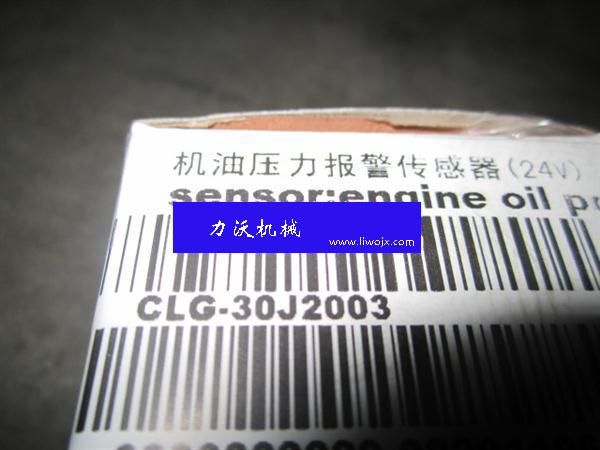 机油压力报警传感器(24V)
sensor:engine oil
力沃机械
www.liwojx.com
CLG-30J2003